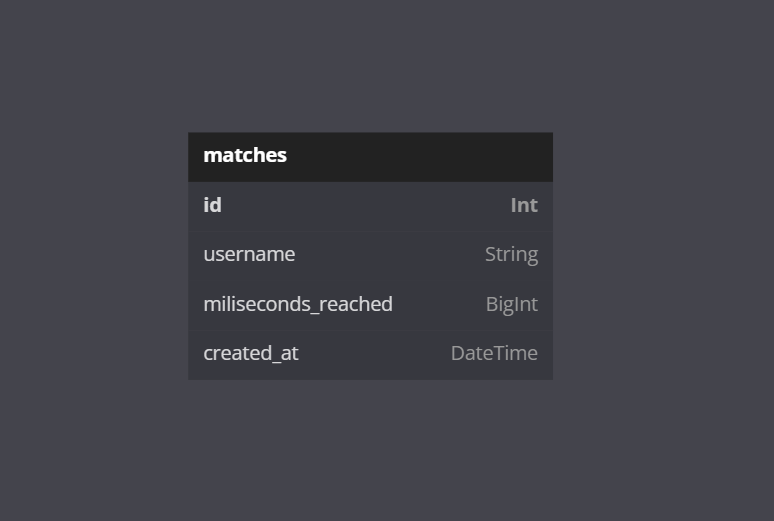 matches
id Int
username String
miliseconds_reached BigInt
created_at DateTime